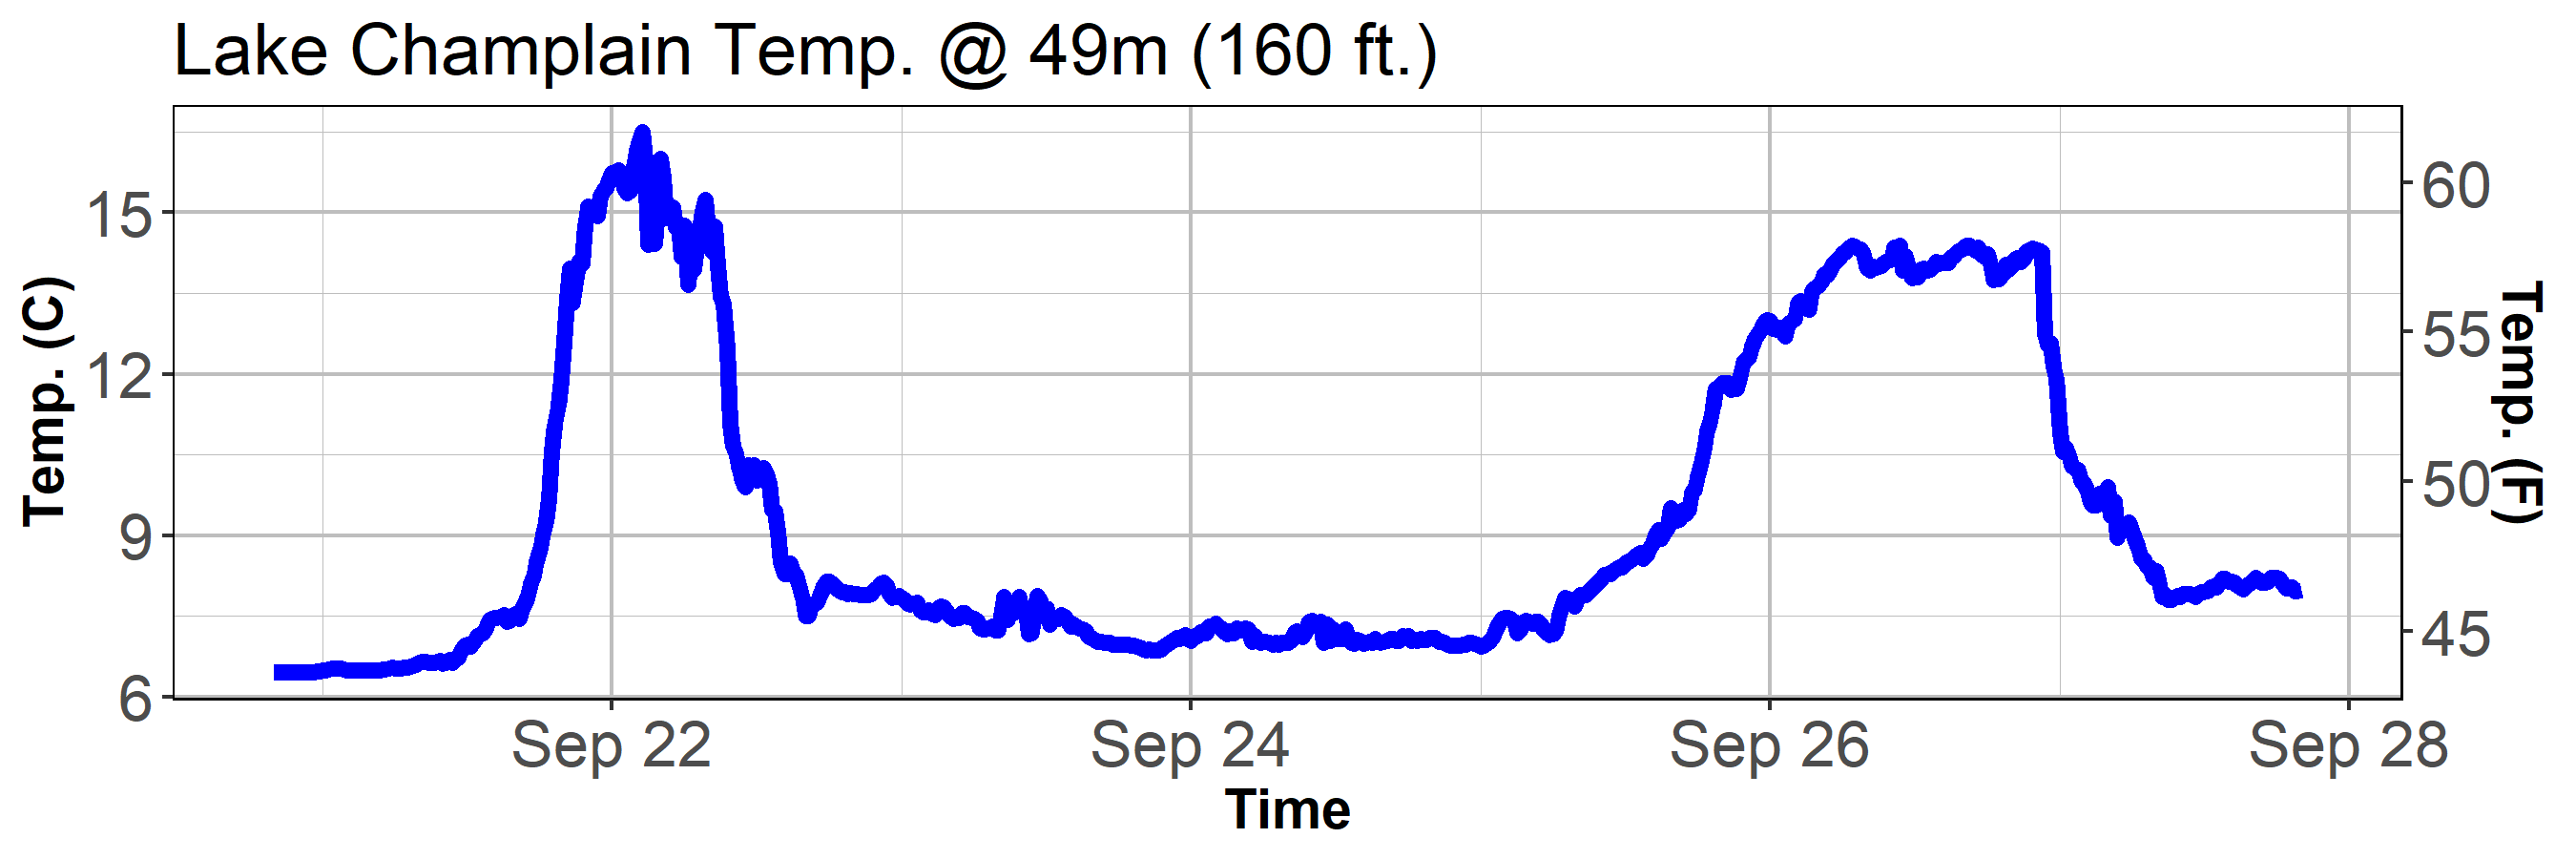 Lake Champlain Temp. @ 49m (160 ft.)
Temp. (C)
15
12
9
6
60
55
50
45
Temp. (F)
Sep 22
Sep 24
Sep 26
Sep 28
Time